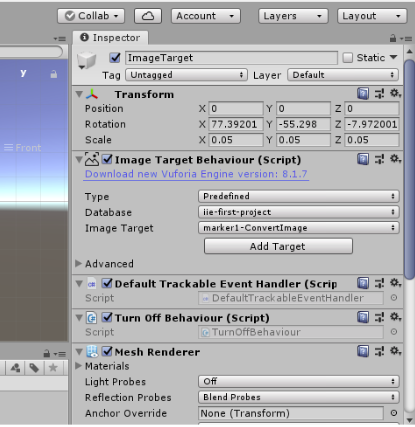 Collab
Account
Layers
Layout
Inspector
ImageTarget
Static
Tag Untagged Layer Default
y
Front
Transform
Position X 0 Y 0 Z 0
Rotation X 77.39201 Y -55.298 Z -7.972001
Scale X 0.05 Y 0.05 Z 0.05
Image Target Behaviour (Script)
Download new Vuforia Engine version: 8.1.7
Type Predefined
Database iie-first-project
Image Target marker1-ConvertImage
Add Target
Advanced
Default Trackable Event Handler (Scrip
Script DefaultTrackableEventHandler
Turn Off Behaviour (Script)
Script TurnOffBehaviour
Mesh Renderer
Materials
Light Probes Off
Reflection Probes Blend Probes
Anchor Override None (Transform)